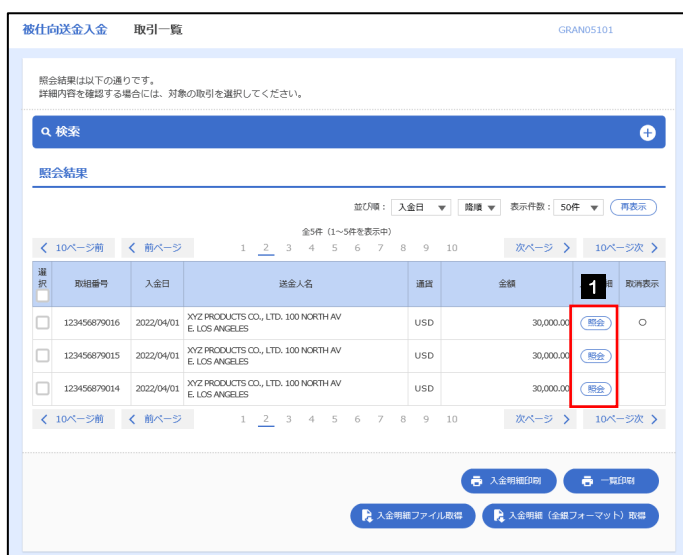 被仕向送金入金 取引一覧 GRAN05101
照会結果は以下の通りです。
詳細内容を確認する場合には、対象の取引を選択してください。
検索
照会結果
並び順： 入金日 降順 表示件数： 50件 再表示
全5件（1～5件を表示中）
10ページ前 前ページ 1 2 3 4 5 6 7 8 9 10 次ページ 10ページ次
選択 取組番号 入金日 送金人名 通貨 金額 1 細 取消表示
123456879016 2022/04/01 XYZ PRODUCTS CO., LTD. 100 NORTH AV
E. LOS ANGELES USD 30,000.00 照会 ○
123456879015 2022/04/01 XYZ PRODUCTS CO., LTD. 100 NORTH AV
E. LOS ANGELES USD 30,000.00 照会
123456879014 2022/04/01 XYZ PRODUCTS CO., LTD. 100 NORTH AV
E. LOS ANGELES USD 30,000.00 照会
10ページ前 前ページ 1 2 3 4 5 6 7 8 9 10 次ページ 10ページ次
入金明細印刷 一覧印刷
入金明細ファイル取得 入金明細（全銀フォーマット）取得